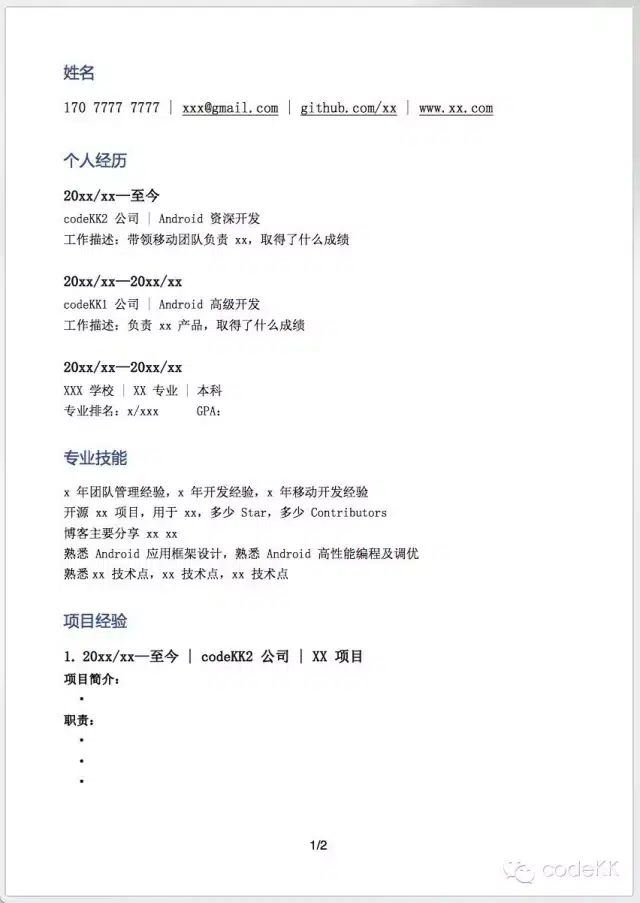 姓名
170 7777 7777 | xxx@gmail.com | github.com/xx | www.xx.com
个人经历
20xx/xx—至今
codeKK2 公司 | Android 资深开发
工作描述：带领移动团队负责 xx，取得了什么成绩
20xx/xx—20xx/xx
codeKK1 公司 | Android 高级开发
工作描述：负责 xx 产品，取得了什么成绩
20xx/xx—20xx/xx
XXX 学校 | XX 专业 | 本科
专业排名：x/xxx GPA：
专业技能
x 年团队管理经验，x 年开发经验，x 年移动开发经验
开源 xx 项目，用于 xx，多少 Star，多少 Contributors
博客主要分享 xx xx
熟悉 Android 应用框架设计，熟悉 Android 高性能编程及调优
熟悉xx 技术点，xx 技术点，xx 技术点
项目经验
1. 20xx/xx—至今 | codeKK2 公司 | XX 项目
项目简介：
•
职责：
•
•
•
1/2
codeKK